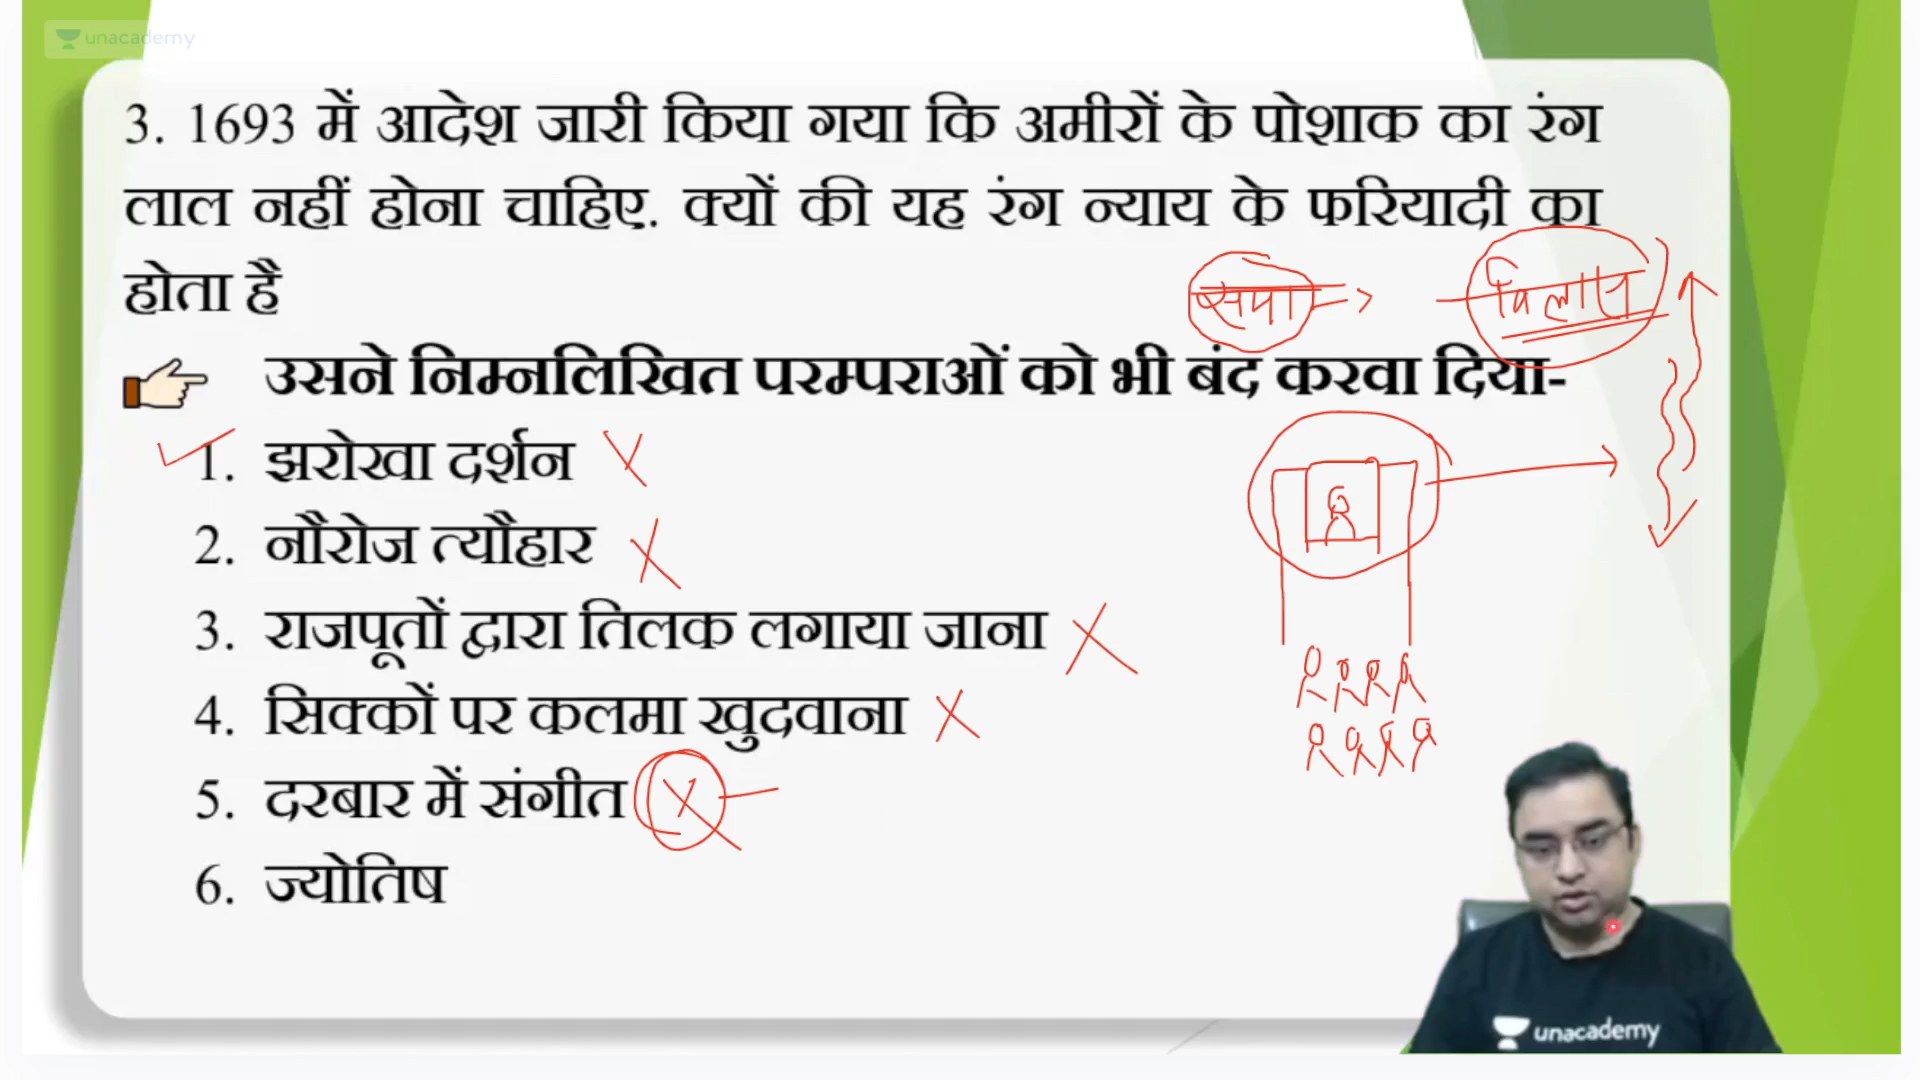 unacademy
3. 1693 में आदेश जारी किया गया कि अमीरों के पोशाक का रंग
लाल नहीं होना चाहिए. क्यों की यह रंग न्याय के फरियादी का
होता है
उसने निम्नलिखित परम्पराओं को भी बंद करवा दिया-
1. झरोखा दर्शन
2. नौरोज त्यौहार
3. राजपूतों द्वारा तिलक लगाया जाना
4. सिक्कों पर कलमा खुदवाना
5. दरबार में संगीत
6. ज्योतिष
unacademy